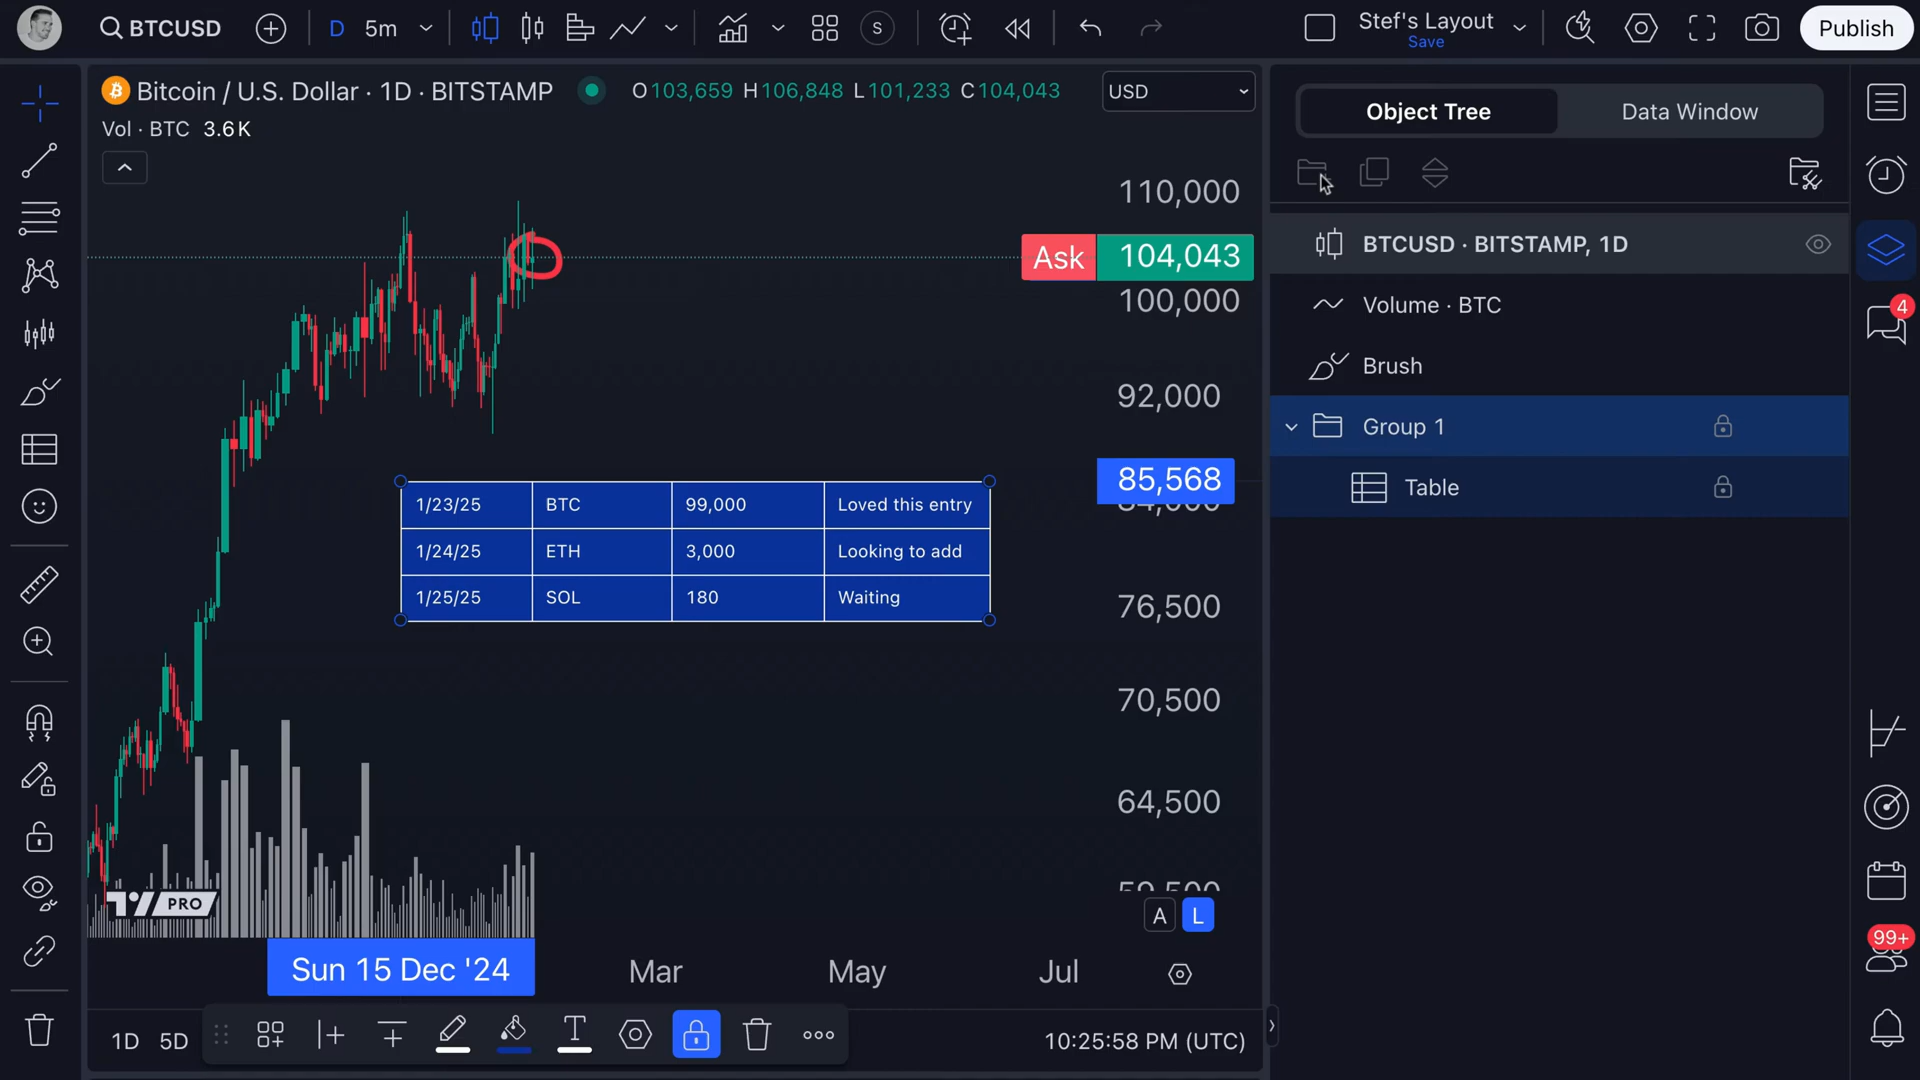 BTCUSD
D
5m
S
Stef's Layout
Save
Publish
Bitcoin / U.S. Dollar · 1D · BITSTAMP
O103,659 H106,848 L101,233 C104,043
USD
Vol · BTC 3.6K
Object Tree
Data Window
110,000
Ask 104,043
100,000
92,000
85,568
84,000
76,500
70,500
64,500
59,500
BTCUSD · BITSTAMP, 1D
Volume · BTC
Brush
Group 1
Table
4
99+
1/23/25 BTC 99,000 Loved this entry
1/24/25 ETH 3,000 Looking to add
1/25/25 SOL 180 Waiting
PRO
A L
Sun 15 Dec '24
Mar
May
Jul
1D 5D
T
10:25:58 PM (UTC)